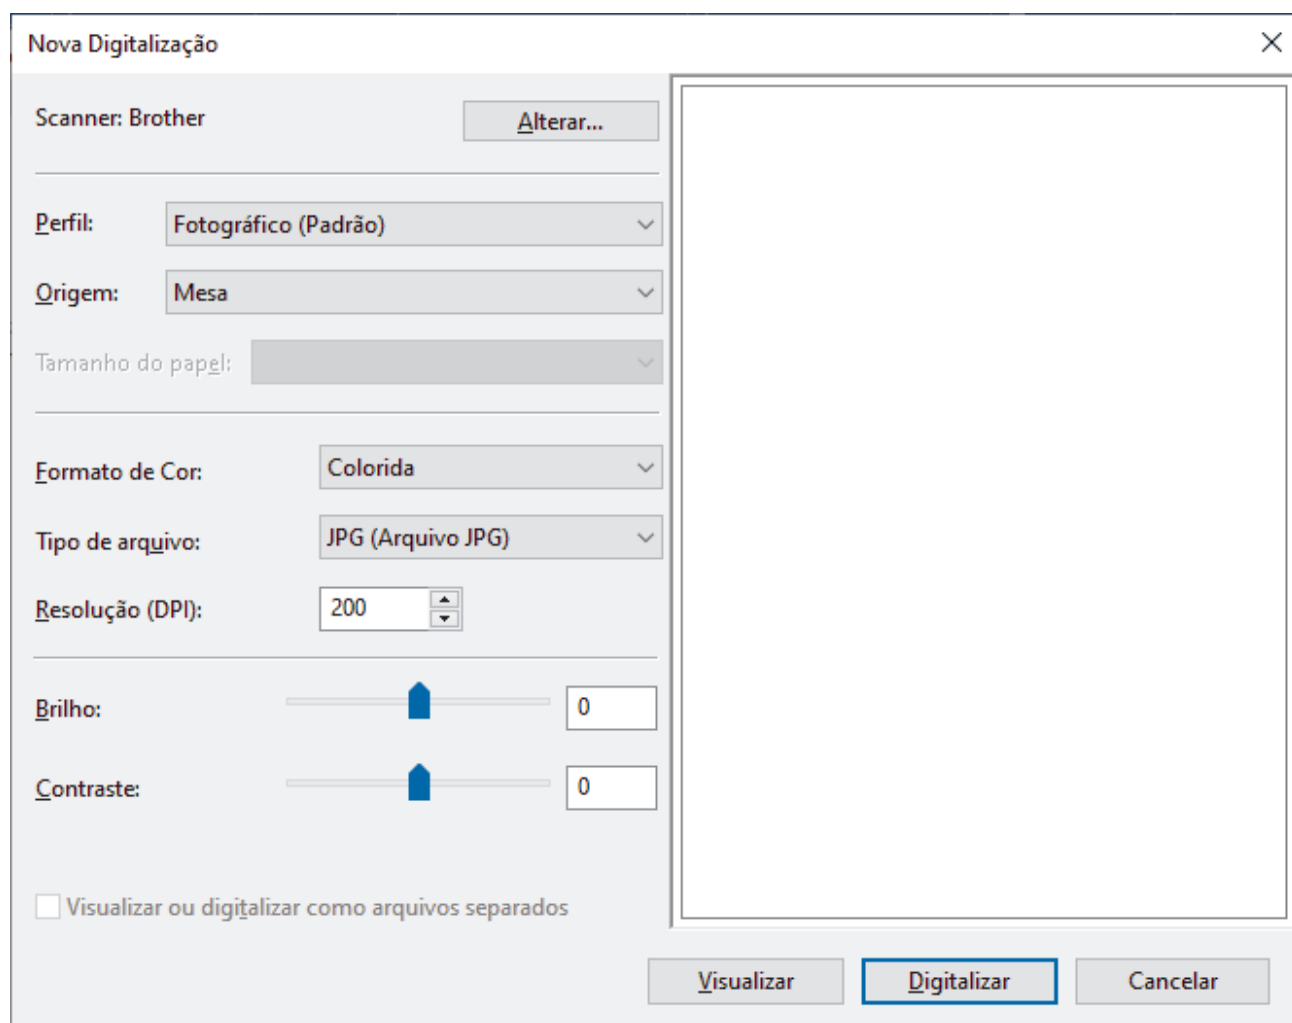 Nova Digitalização
Scanner: Brother
Alterar...
Perfil:
Fotográfico (Padrão)
Origem:
Mesa
Tamanho do papel:
Formato de Cor:
Colorida
Tipo de arquivo:
JPG (Arquivo JPG)
Resolução (DPI):
200
Brilho:
0
Contraste:
0
Visualizar ou digitalizar como arquivos separados
Visualizar
Digitalizar
Cancelar